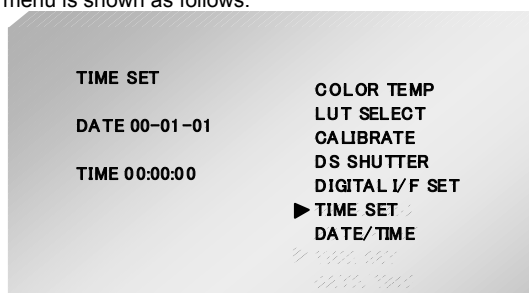 menu is shown as follows:
TIME SET
DATE 00-01-01
TIME 00:00:00
COLOR TEMP
LUT SELECT
CALIBRATE
DS SHUTTER
DIGITAL I/F SET
▶ TIME SET
DATE/TIME